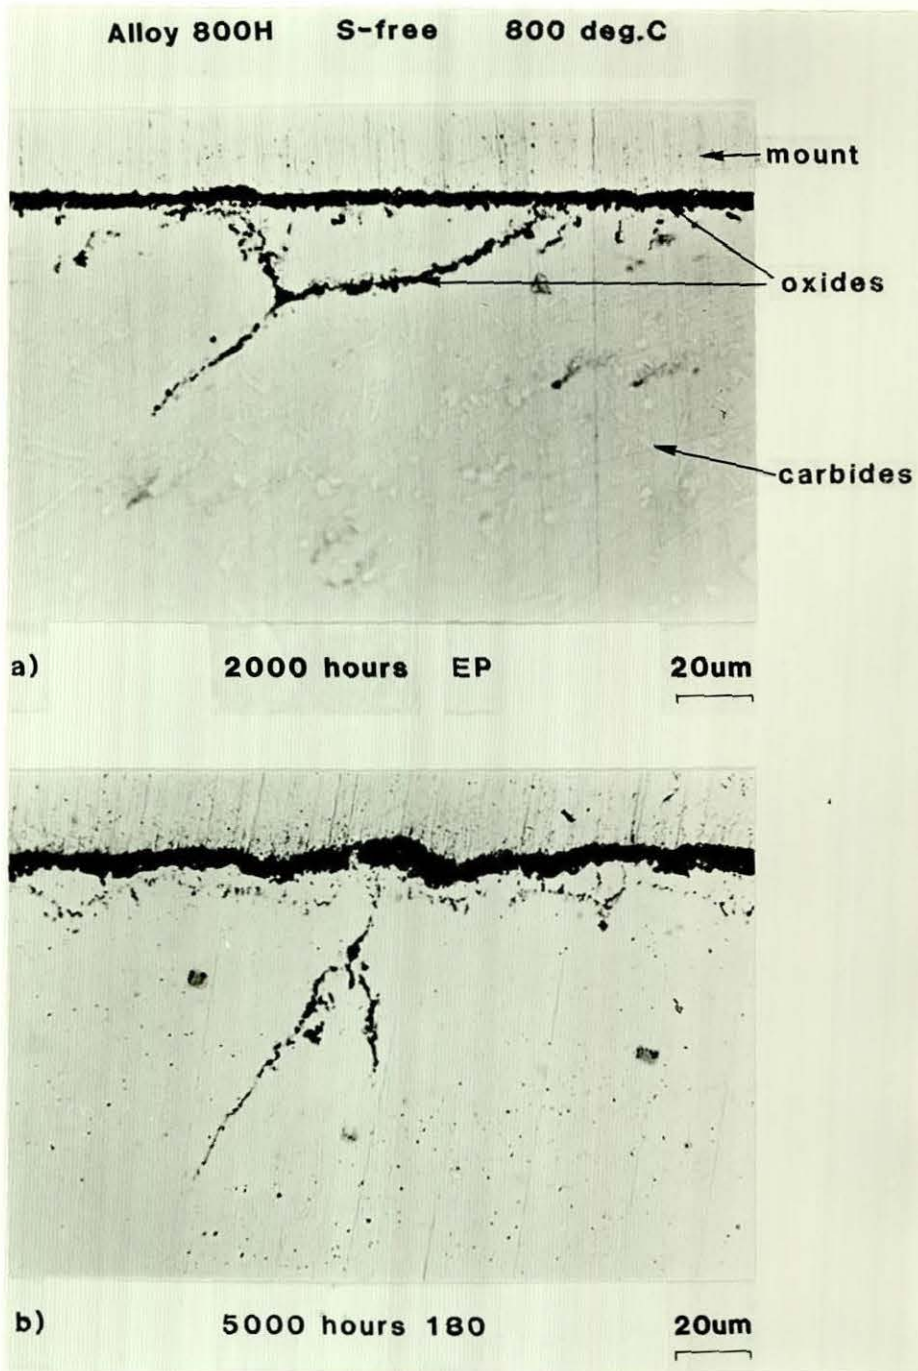 Alloy 800H S-free 800 deg.C
mount
oxides
carbides
a) 2000 hours EP 20um
b) 5000 hours 180 20um